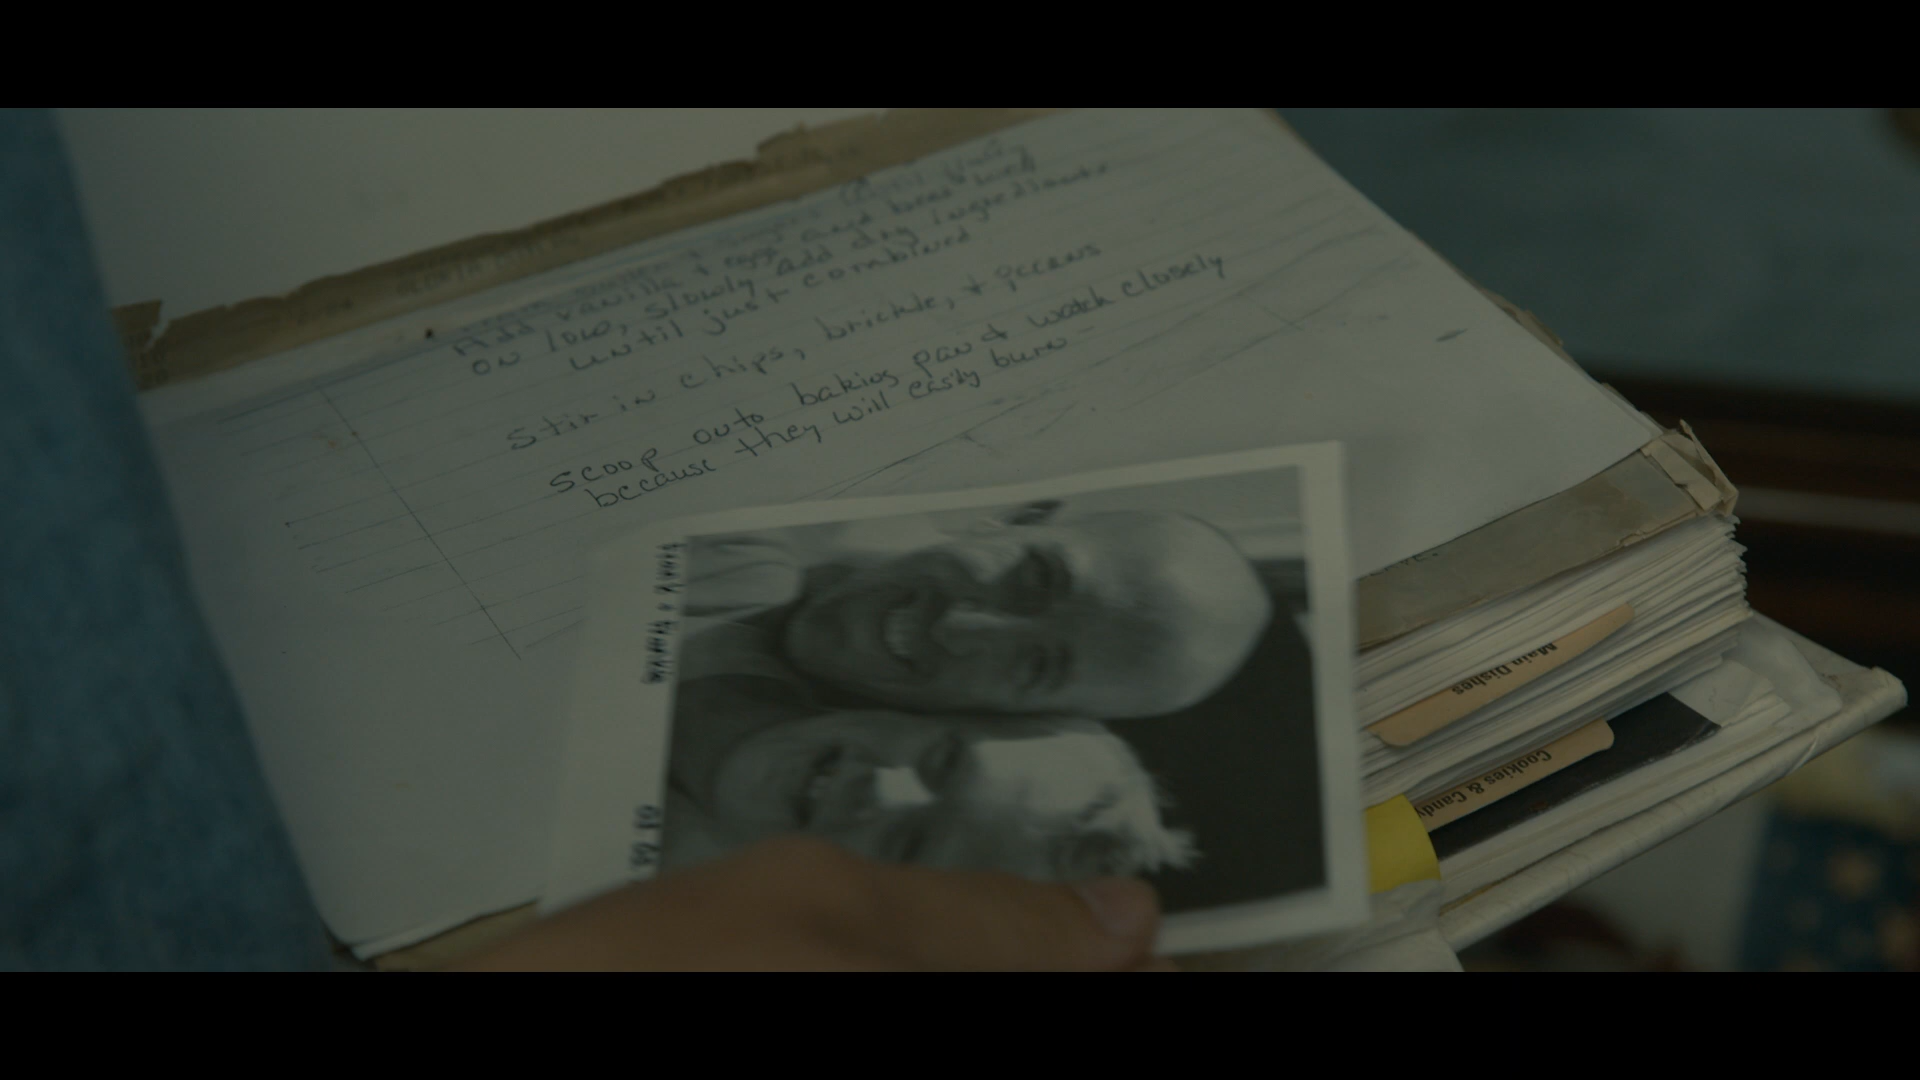 Add vanilla + eggs and beat well
on low, slowly add dry ingredients
until just combined
Stir in chips, brickle, + pecans
scoop onto baking pan & watch closely
because they will easily burn
Main Dishes
Cookies & Candy